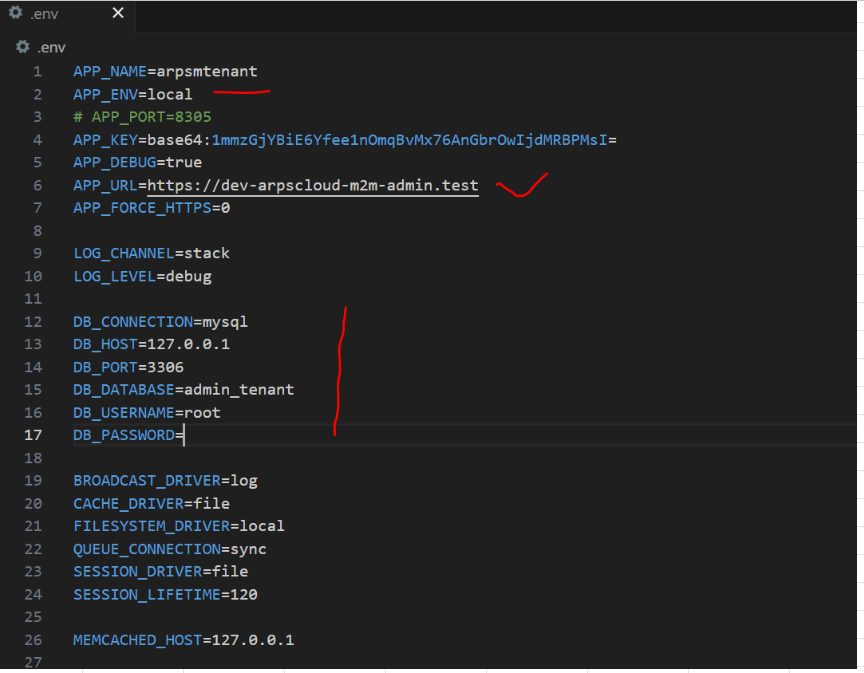 .env
.env
1 APP_NAME=arpsmtenant
2 APP_ENV=local
3 # APP_PORT=8305
4 APP_KEY=base64:1mmzGjYBiE6Yfee1nOmqBvMx76AnGbrOwIjdMRBPMsI=
5 APP_DEBUG=true
6 APP_URL=https://dev-arpscloud-m2m-admin.test
7 APP_FORCE_HTTPS=0
8
9 LOG_CHANNEL=stack
10 LOG_LEVEL=debug
11
12 DB_CONNECTION=mysql
13 DB_HOST=127.0.0.1
14 DB_PORT=3306
15 DB_DATABASE=admin_tenant
16 DB_USERNAME=root
17 DB_PASSWORD=
18
19 BROADCAST_DRIVER=log
20 CACHE_DRIVER=file
21 FILESYSTEM_DRIVER=local
22 QUEUE_CONNECTION=sync
23 SESSION_DRIVER=file
24 SESSION_LIFETIME=120
25
26 MEMCACHED_HOST=127.0.0.1
27